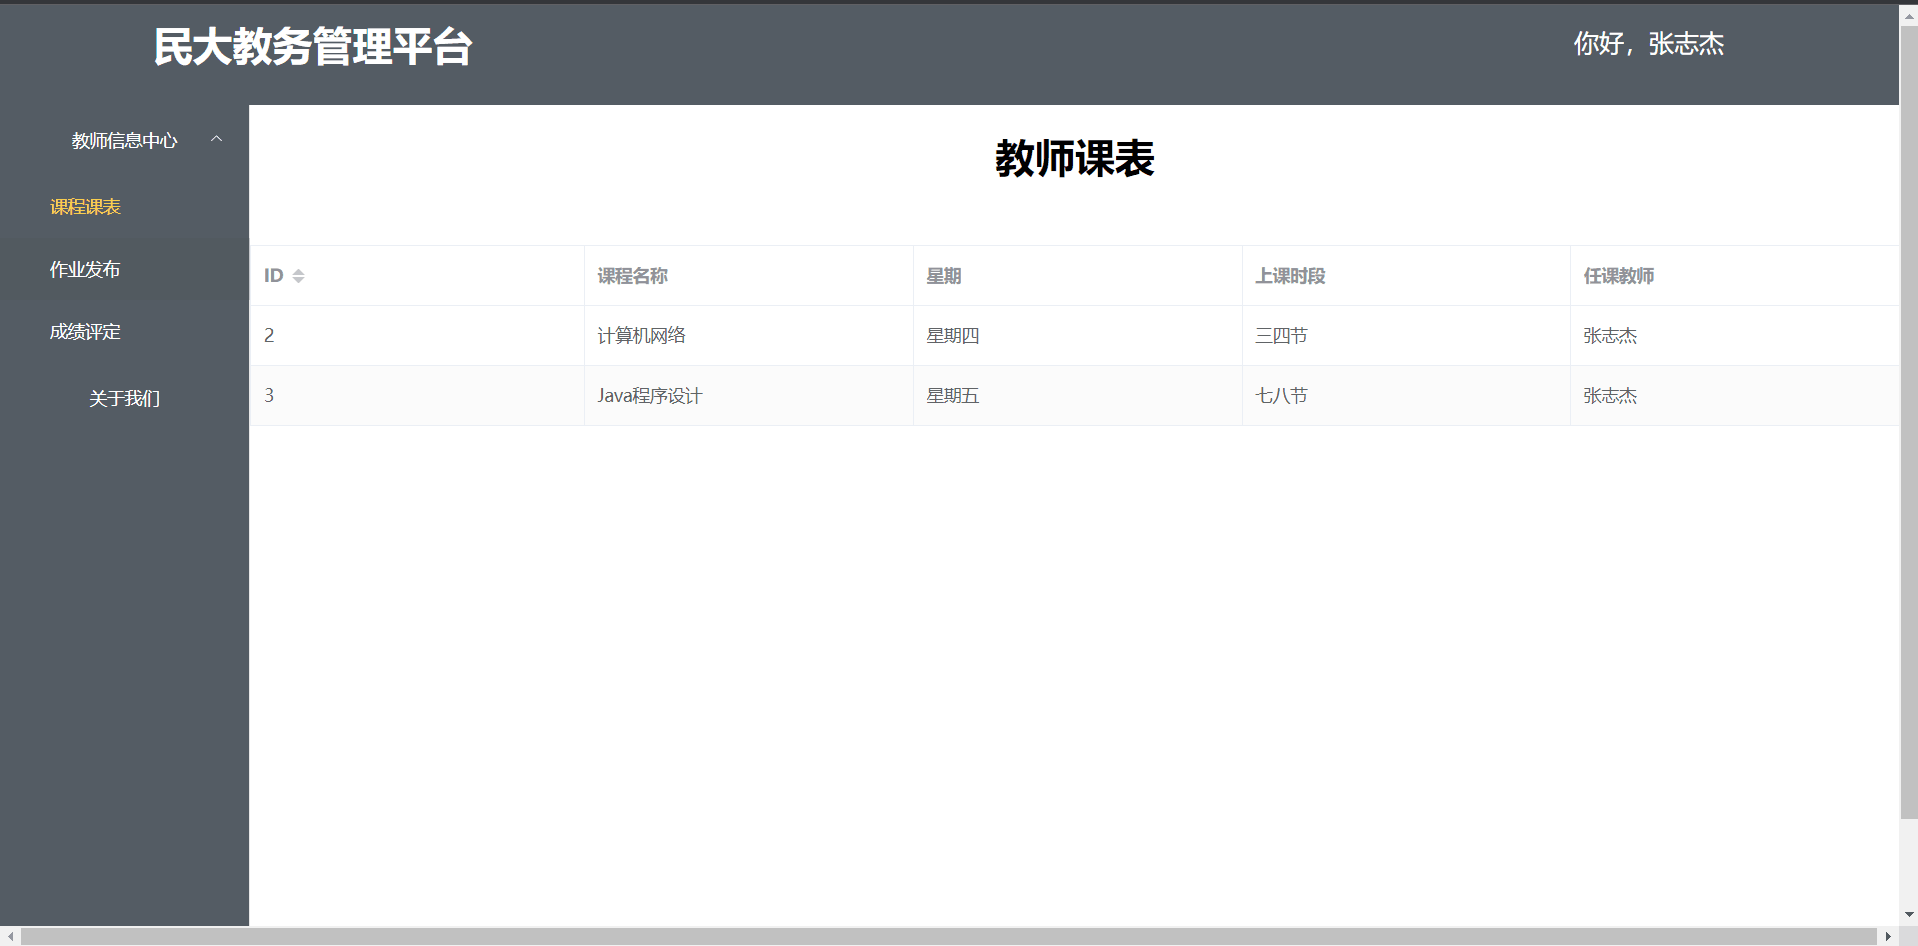 民大教务管理平台
你好，张志杰
教师信息中心
课程课表
作业发布
成绩评定
关于我们
教师课表
ID 课程名称 星期 上课时段 任课教师
2 计算机网络 星期四 三四节 张志杰
3 Java程序设计 星期五 七八节 张志杰